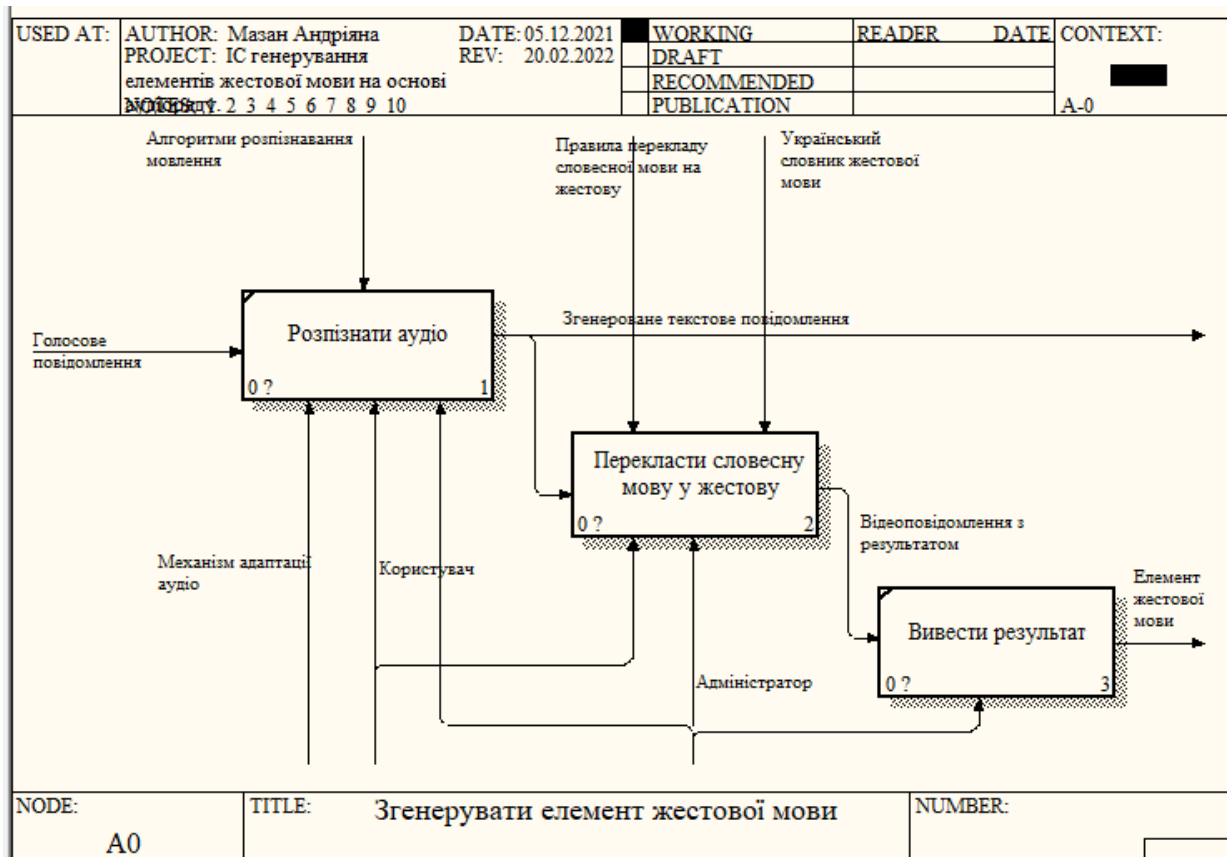 USED AT:
AUTHOR: Мазан Андріяна
DATE: 05.12.2021
PROJECT: ІС генерування
REV: 20.02.2022
елементів жестової мови на основі
1 2 3 4 5 6 7 8 9 10
WORKING
DRAFT
RECOMMENDED
PUBLICATION
READER DATE
CONTEXT:
A-0
Алгоритми розпізнавання
мовлення
Правила перекладу
словесної мови на
жестову
Український
словник жестової
мови
Голосове
повідомлення
Розпізнати аудіо
0 ? 1
Згенероване текстове повідомлення
Перекласти словесну
мову у жестову
0 ? 2
Механізм адаптації
аудіо
Користувач
Відеоповідомлення з
результатом
Елемент
жестової
мови
Вивести результат
0 ? 3
Адміністратор
NODE:
A0
TITLE:
Згенерувати елемент жестової мови
NUMBER: